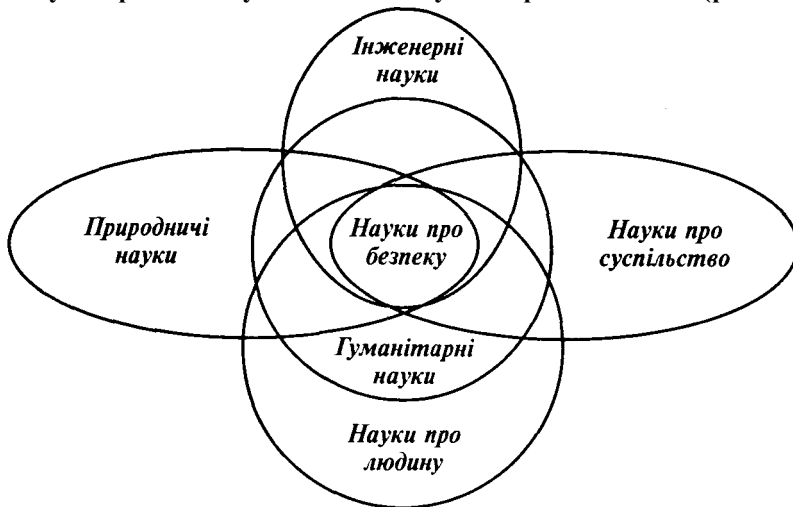 Інженерні
науки
Природничі
науки
Науки про
безпеку
Науки про
суспільство
Гуманітарні
науки
Науки про
людину